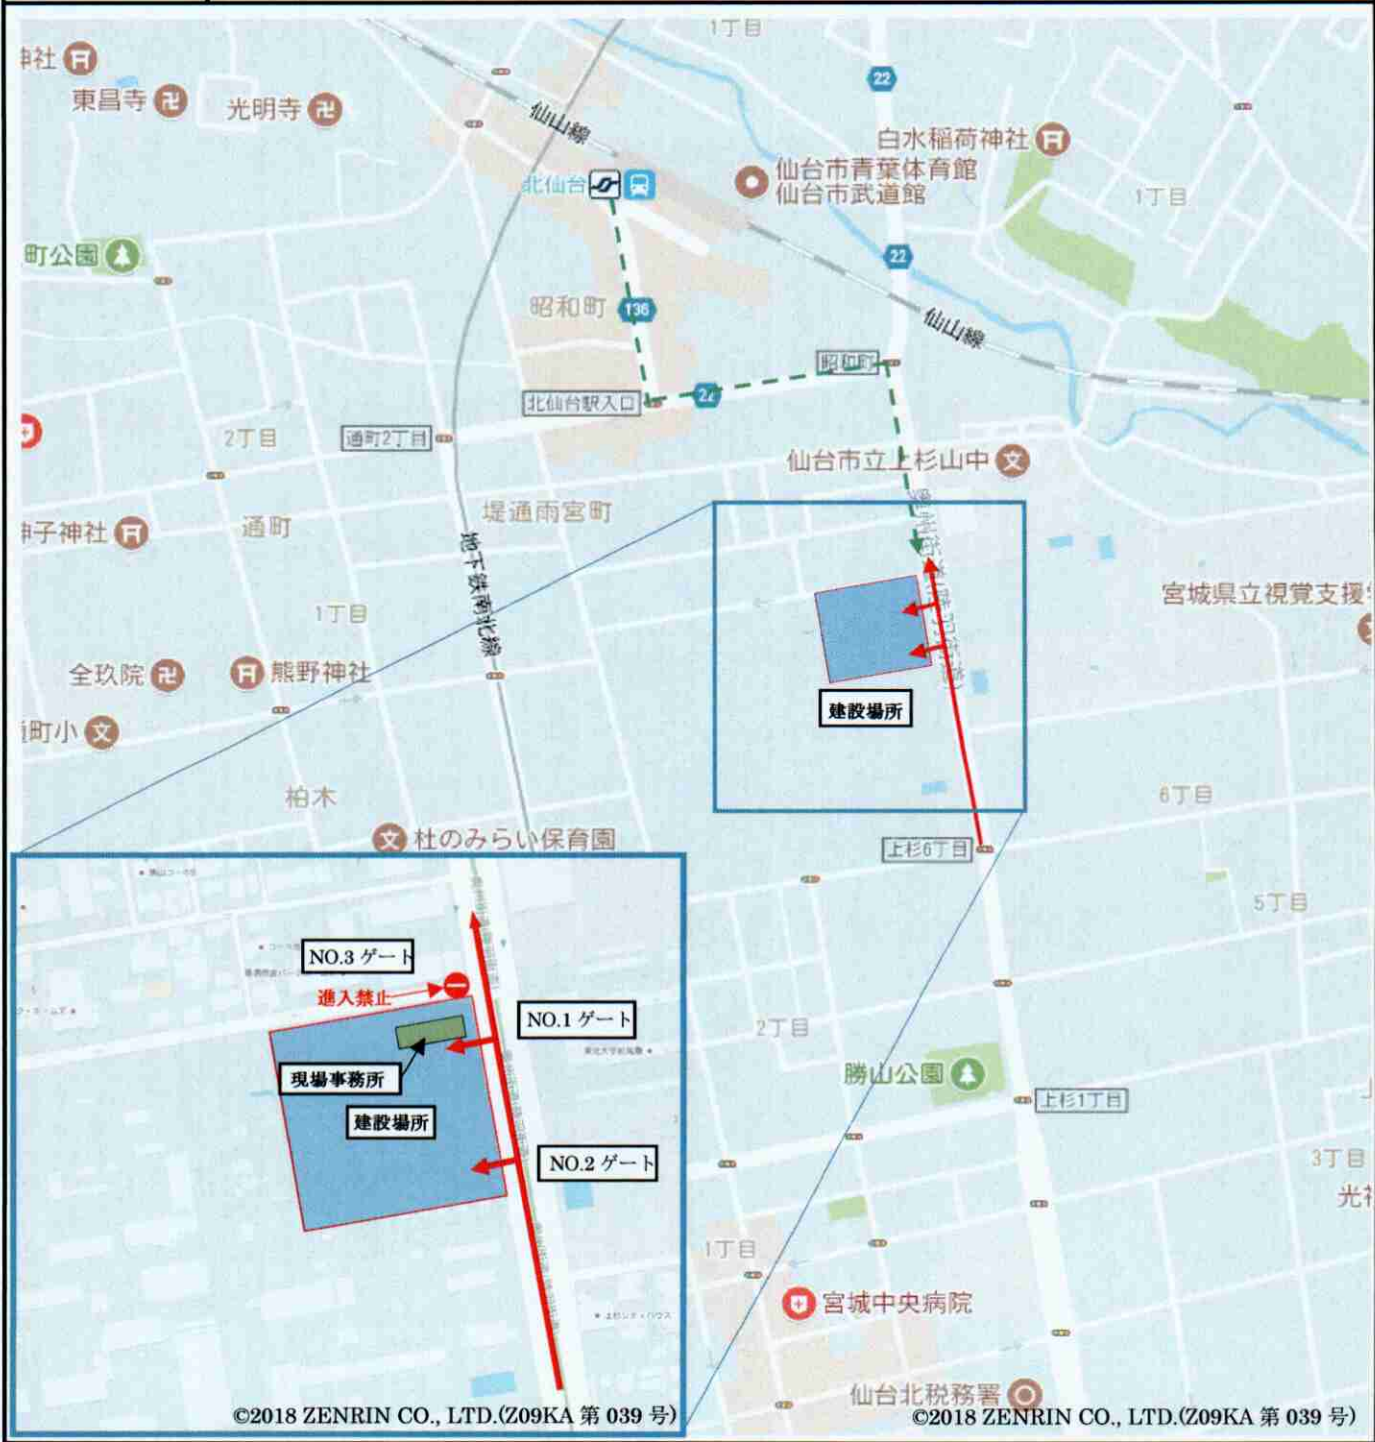 1丁目
神社
東昌寺
光明寺
仙山線
22
白水稲荷神社
北仙台
仙台市青葉体育館
仙台市武道館
1丁目
町公園
22
昭和町
136
仙山線
昭和町
22
北仙台駅入口
2丁目
通町2丁目
仙台市立上杉山中
堤通雨宮町
神子神社
通町
地下鉄南北線
宮城県立視覚支援学
1丁目
全玖院
熊野神社
建設場所
町小
柏木
6丁目
杜のみらい保育園
上杉6丁目
5丁目
NO.3 ゲート
進入禁止
NO.1 ゲート
2丁目
現場事務所
勝山公園
建設場所
上杉1丁目
NO.2 ゲート
3丁目
1丁目
宮城中央病院
仙台北税務署
©2018 ZENRIN CO., LTD.(Z09KA 第 039 号)
©2018 ZENRIN CO., LTD.(Z09KA 第 039 号)